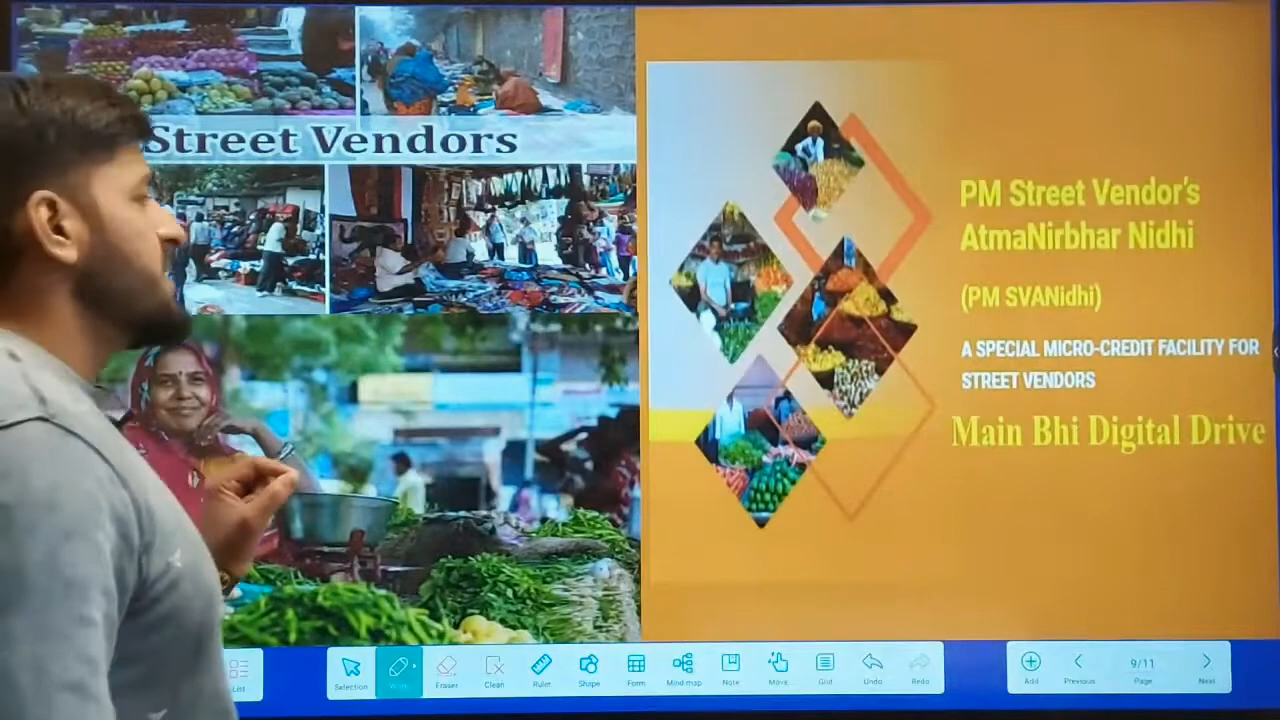 Street Vendors
PM Street Vendor's
AtmaNirbhar Nidhi
(PM SVANidhi)
A SPECIAL MICRO-CREDIT FACILITY FOR
STREET VENDORS
Main Bhi Digital Drive
List
Selection
Eraser
Clean
Ruler
Shape
Form
Mind map
Note
Move..
Undo
Redo
Add
Previous
9/11
Page
Next